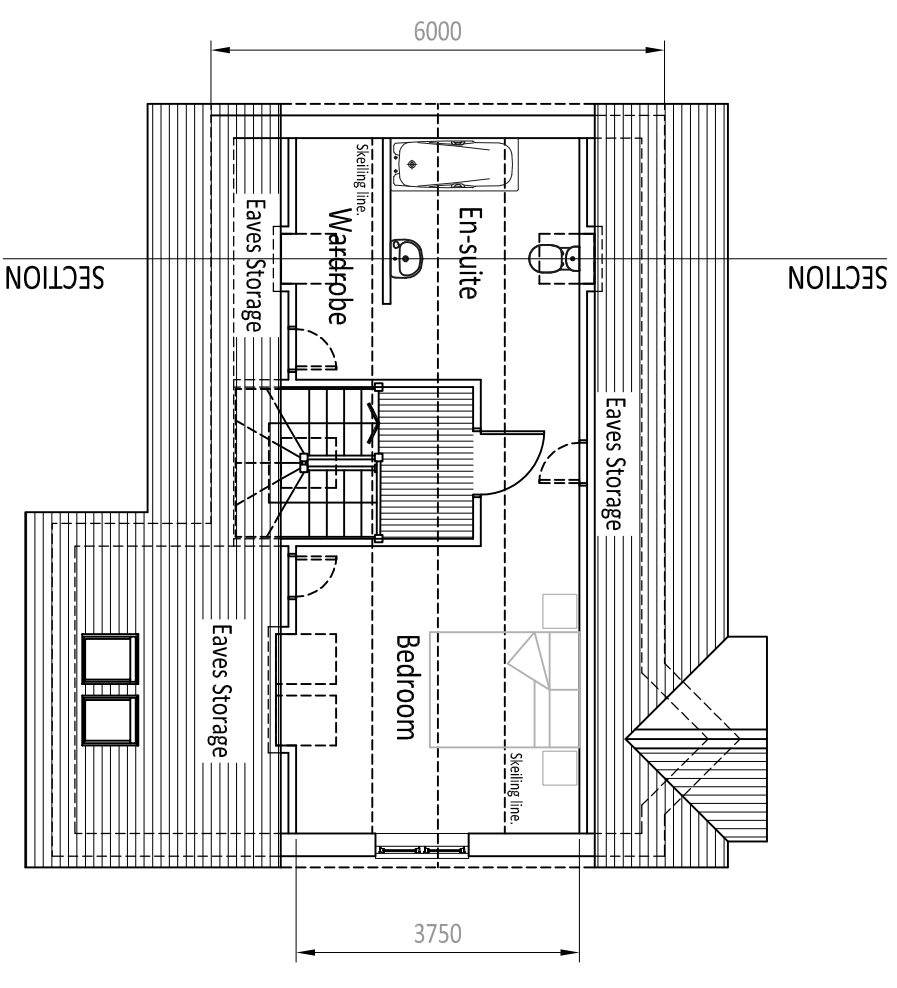 6000
Skeiling line.
Eaves Storage
Wardrobe
En-suite
SECTION
SECTION
Eaves Storage
Eaves Storage
Bedroom
Skeiling line.
3750